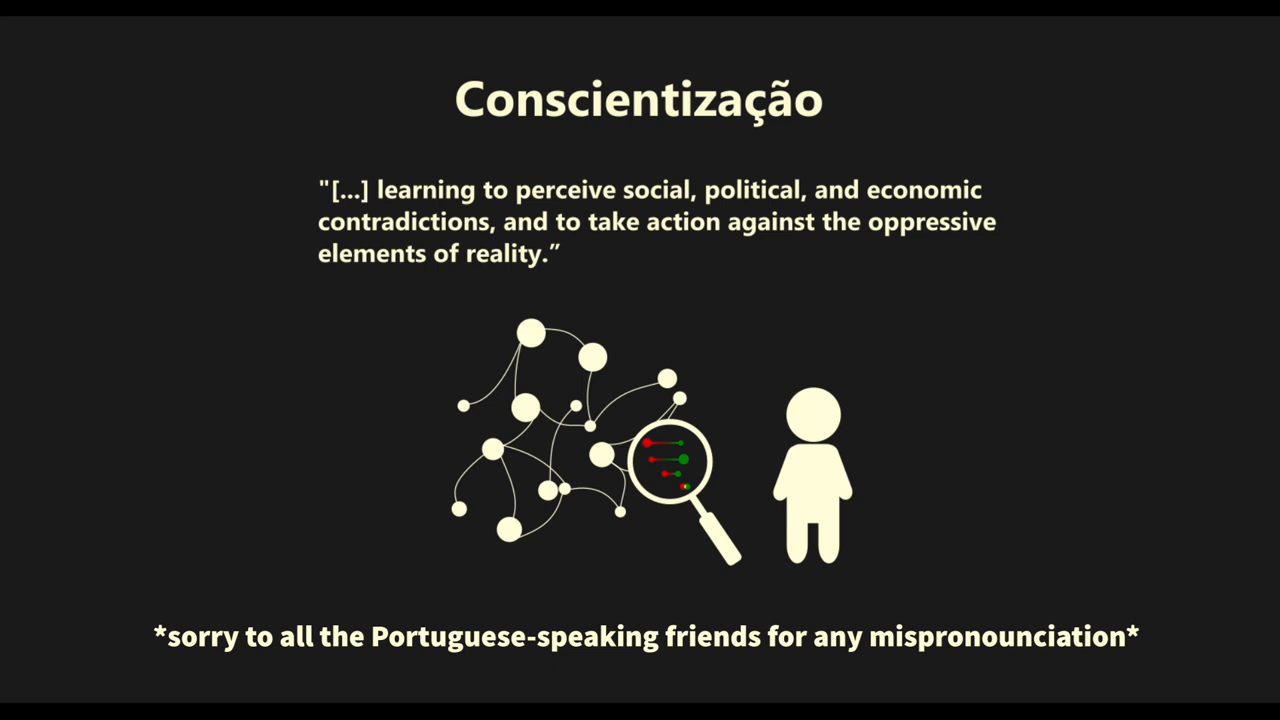 Conscientização
"[...] learning to perceive social, political, and economic
contradictions, and to take action against the oppressive
elements of reality.”
*sorry to all the Portuguese-speaking friends for any mispronounciation*